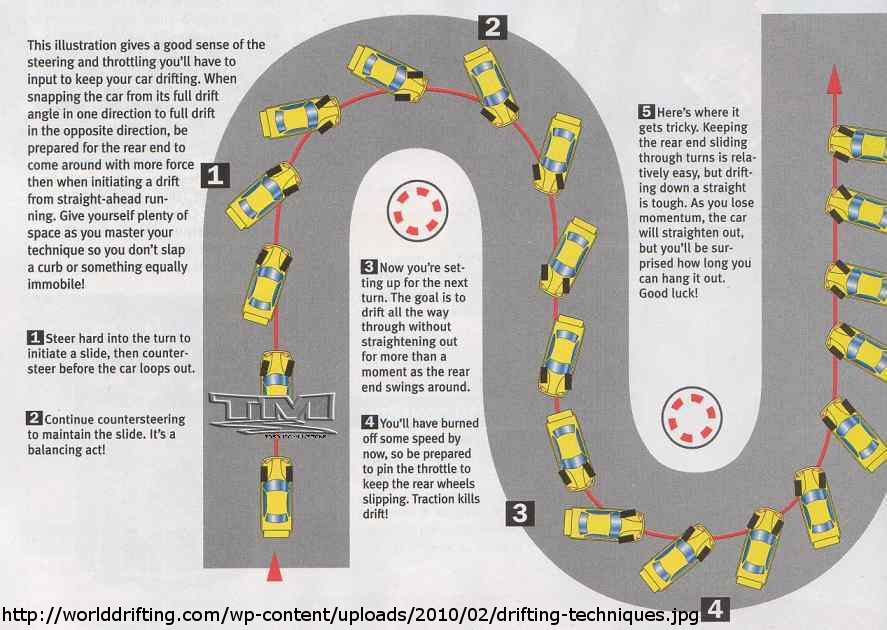 This illustration gives a good sense of the
steering and throttling you'll have to
input to keep your car drifting. When
snapping the car from its full drift
angle in one direction to full drift
in the opposite direction, be
prepared for the rear end to
come around with more force
then when initiating a drift
from straight-ahead run-
ning. Give yourself plenty of
space as you master your
technique so you don't slap
a curb or something equally
immobile!
1 Steer hard into the turn to
initiate a slide, then counter-
steer before the car loops out.
2 Continue countersteering
to maintain the slide. It's a
balancing act!
1
2
TM
3 Now you're set-
ting up for the next
turn. The goal is to
drift all the way
through without
straightening out
for more than a
moment as the rear
end swings around.
4 You'll have burned
off some speed by
now, so be prepared
to pin the throttle to
keep the rear wheels
slipping. Traction kills
drift!
3
4
5 Here's where it
gets tricky. Keeping
the rear end sliding
through turns is rela-
tively easy, but drift-
ing down a straight
is tough. As you lose
momentum, the car
will straighten out,
but you'll be sur-
prised how long you
can hang it out.
Good luck!
http://worlddrifting.com/wp-content/uploads/2010/02/drifting-techniques.jpg